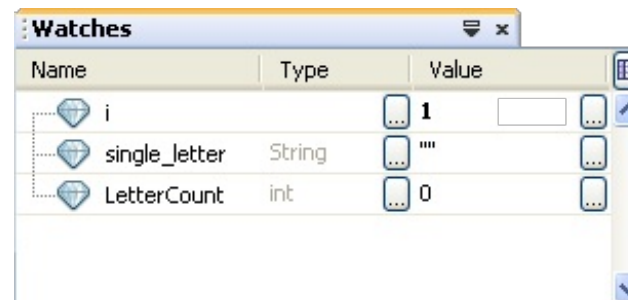 Watches
Name Type Value
i ... 1 ...
single_letter String ... "" ...
LetterCount int ... 0 ...